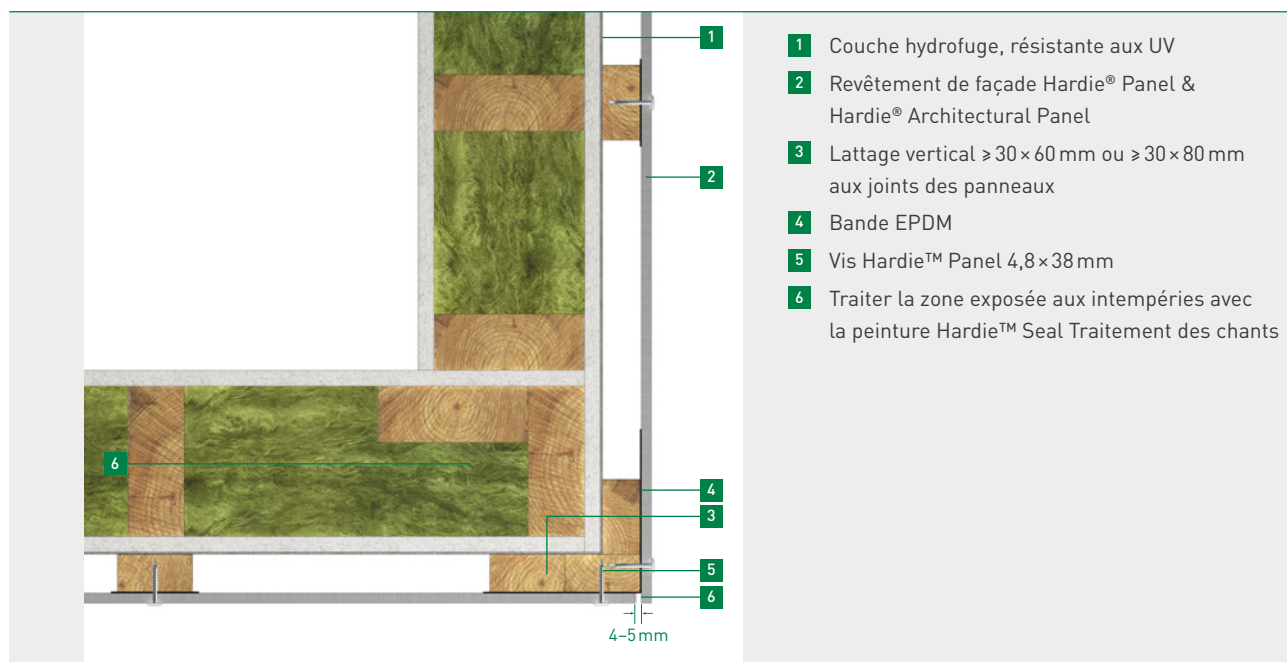 1
2
6
4
3
5
6
4–5 mm
1 Couche hydrofuge, résistante aux UV
2 Revêtement de façade Hardie® Panel &
Hardie® Architectural Panel
3 Lattage vertical ⩾ 30 × 60 mm ou ⩾ 30 × 80 mm
aux joints des panneaux
4 Bande EPDM
5 Vis Hardie™ Panel 4,8 × 38 mm
6 Traiter la zone exposée aux intempéries avec
la peinture Hardie™ Seal Traitement des chants